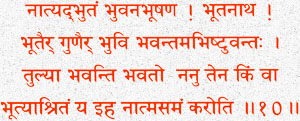 नात्यद्भुतं भुवनभूषण ! भूतनाथ !
भूतैर् गुणैर् भुवि भवन्तमभिष्टुवन्तः ।
तुल्या भवन्ति भवतो ननु तेन किं वा
भूत्याश्रितं य इह नात्मसमं करोति ॥१०॥